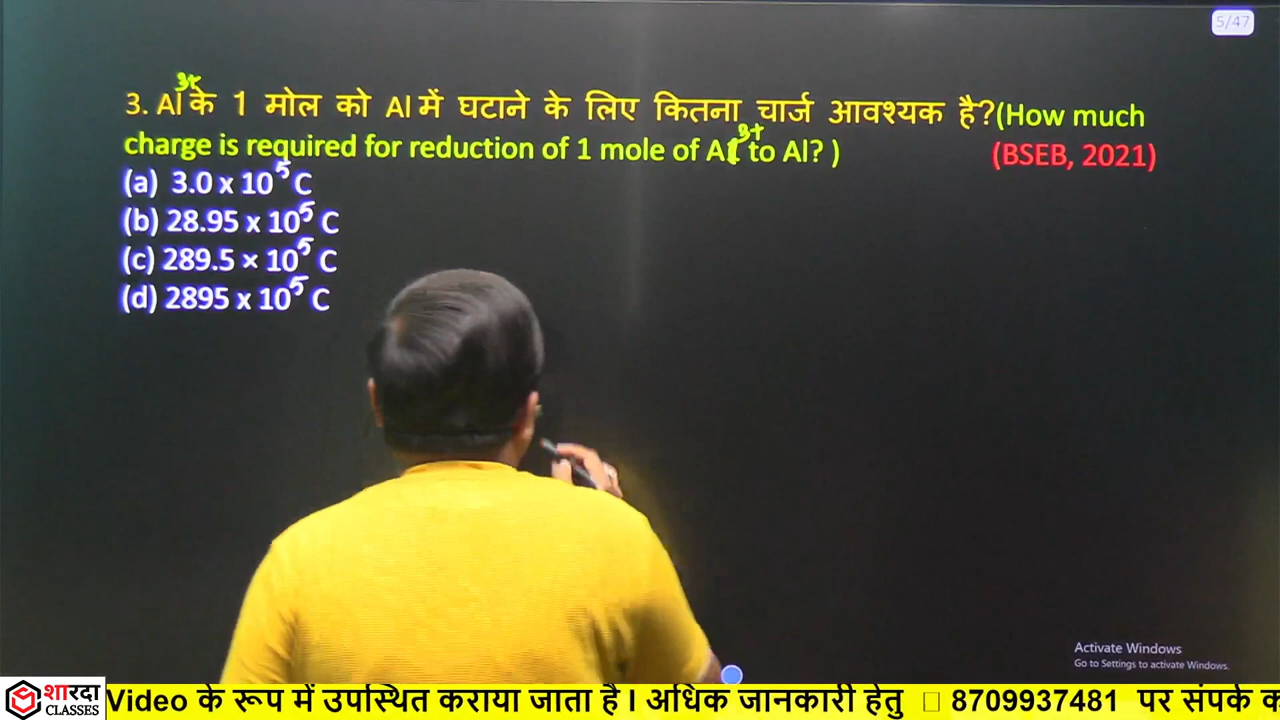 5/47
3. Al³⁺ के 1 मोल को Al में घटाने के लिए कितना चार्ज आवश्यक है?(How much
charge is required for reduction of 1 mole of Al³⁺ to Al? ) (BSEB, 2021)
(a) 3.0 x 10⁵ C
(b) 28.95 x 10⁵ C
(c) 289.5 × 10⁵ C
(d) 2895 x 10⁵ C
Activate Windows
Go to Settings to activate Windows.
शारदा
CLASSES
Video के रूप में उपस्थित कराया जाता है l अधिक जानकारी हेतु 8709937481 पर संपर्क